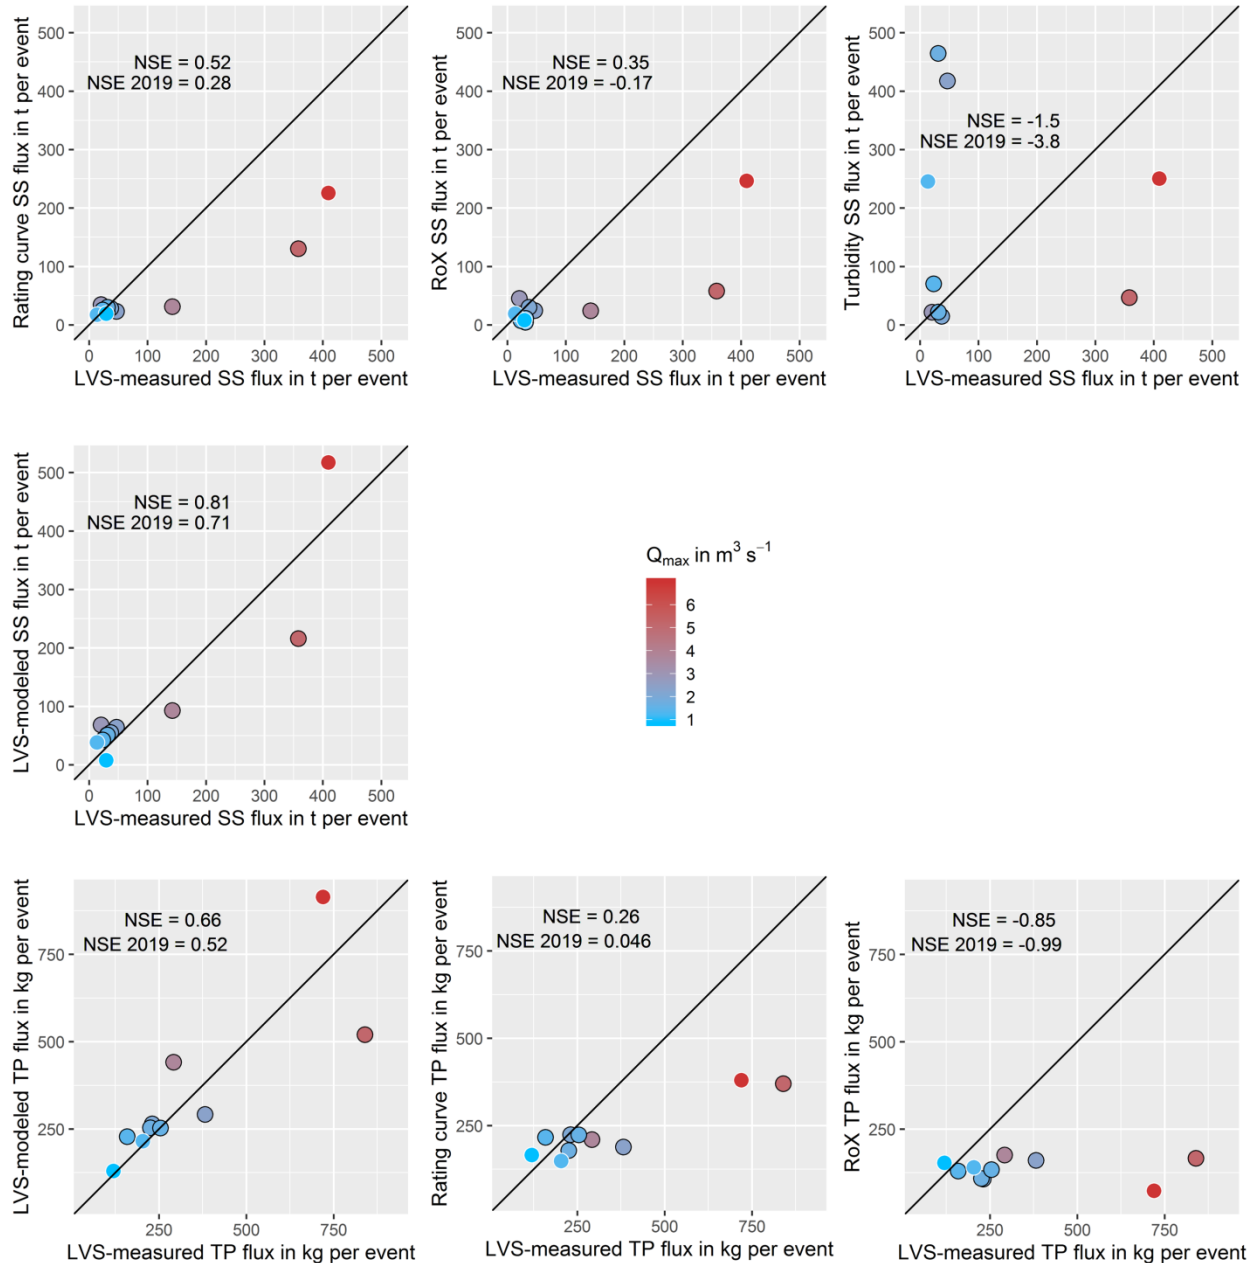 Rating curve SS flux in t per event
500
400
300
200
100
0
NSE = 0.52
NSE 2019 = 0.28
0 100 200 300 400 500
LVS-measured SS flux in t per event
RoX SS flux in t per event
500
400
300
200
100
0
NSE = 0.35
NSE 2019 = -0.17
0 100 200 300 400 500
LVS-measured SS flux in t per event
Turbidity SS flux in t per event
500
400
300
200
100
0
NSE = -1.5
NSE 2019 = -3.8
0 100 200 300 400 500
LVS-measured SS flux in t per event
LVS-modeled SS flux in t per event
500
400
300
200
100
0
NSE = 0.81
NSE 2019 = 0.71
0 100 200 300 400 500
LVS-measured SS flux in t per event
Qmax in m³ s⁻¹
6
5
4
3
2
1
LVS-modeled TP flux in kg per event
750
500
250
NSE = 0.66
NSE 2019 = 0.52
250 500 750
LVS-measured TP flux in kg per event
Rating curve TP flux in kg per event
750
500
250
NSE = 0.26
NSE 2019 = 0.046
250 500 750
LVS-measured TP flux in kg per event
RoX TP flux in kg per event
750
500
250
NSE = -0.85
NSE 2019 = -0.99
250 500 750
LVS-measured TP flux in kg per event